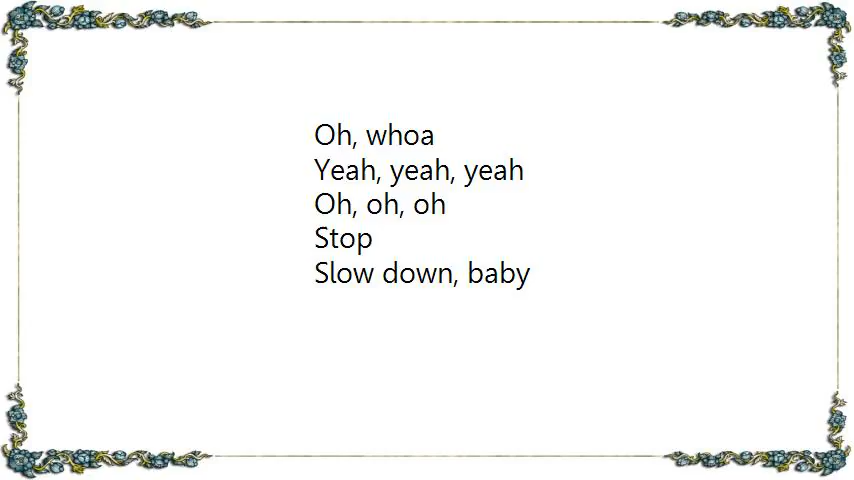 Oh, whoa
Yeah, yeah, yeah
Oh, oh, oh
Stop
Slow down, baby